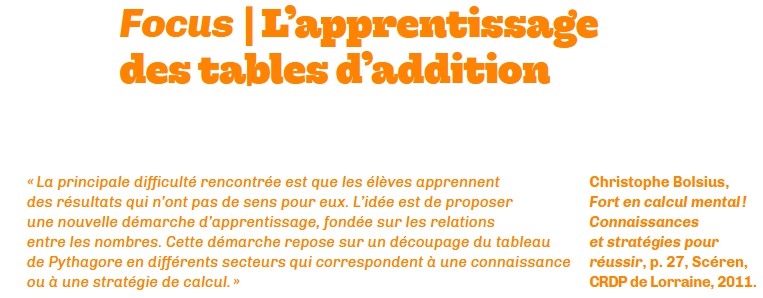 Focus | L’apprentissage
des tables d’addition
« La principale difficulté rencontrée est que les élèves apprennent
des résultats qui n’ont pas de sens pour eux. L’idée est de proposer
une nouvelle démarche d’apprentissage, fondée sur les relations
entre les nombres. Cette démarche repose sur un découpage du tableau
de Pythagore en différents secteurs qui correspondent à une connaissance
ou à une stratégie de calcul. »
Christophe Bolsius,
Fort en calcul mental !
Connaissances
et stratégies pour
réussir, p. 27, Scéren,
CRDP de Lorraine, 2011.